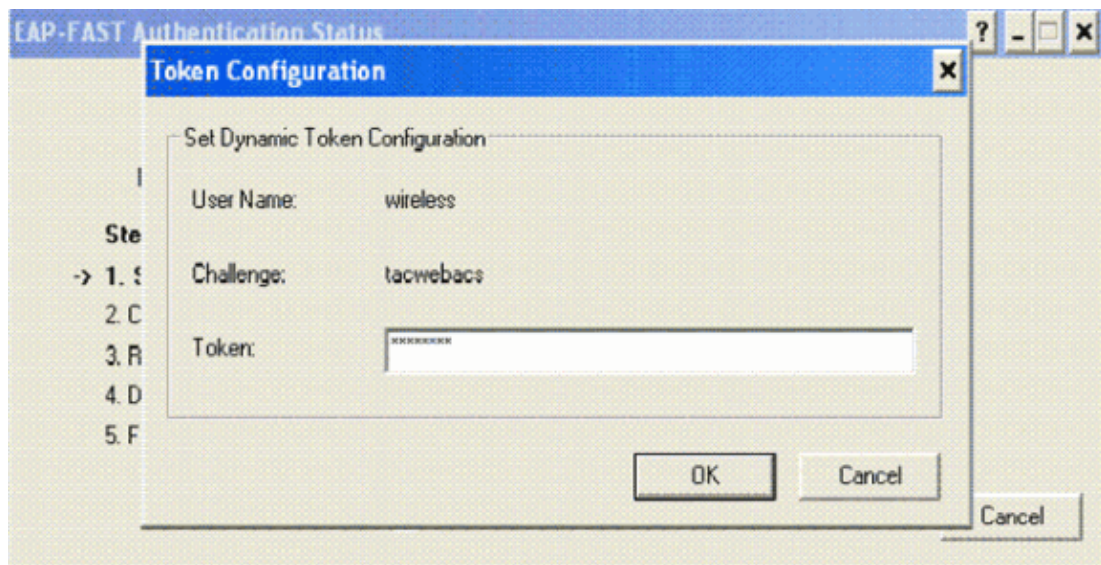 EAP-FAST Authentication Status
Token Configuration
Set Dynamic Token Configuration
User Name: wireless
Ste
Challenge: tacwebacs
-> 1. S
2. C
Token: ********
3. R
4. D
5. F
OK Cancel
Cancel